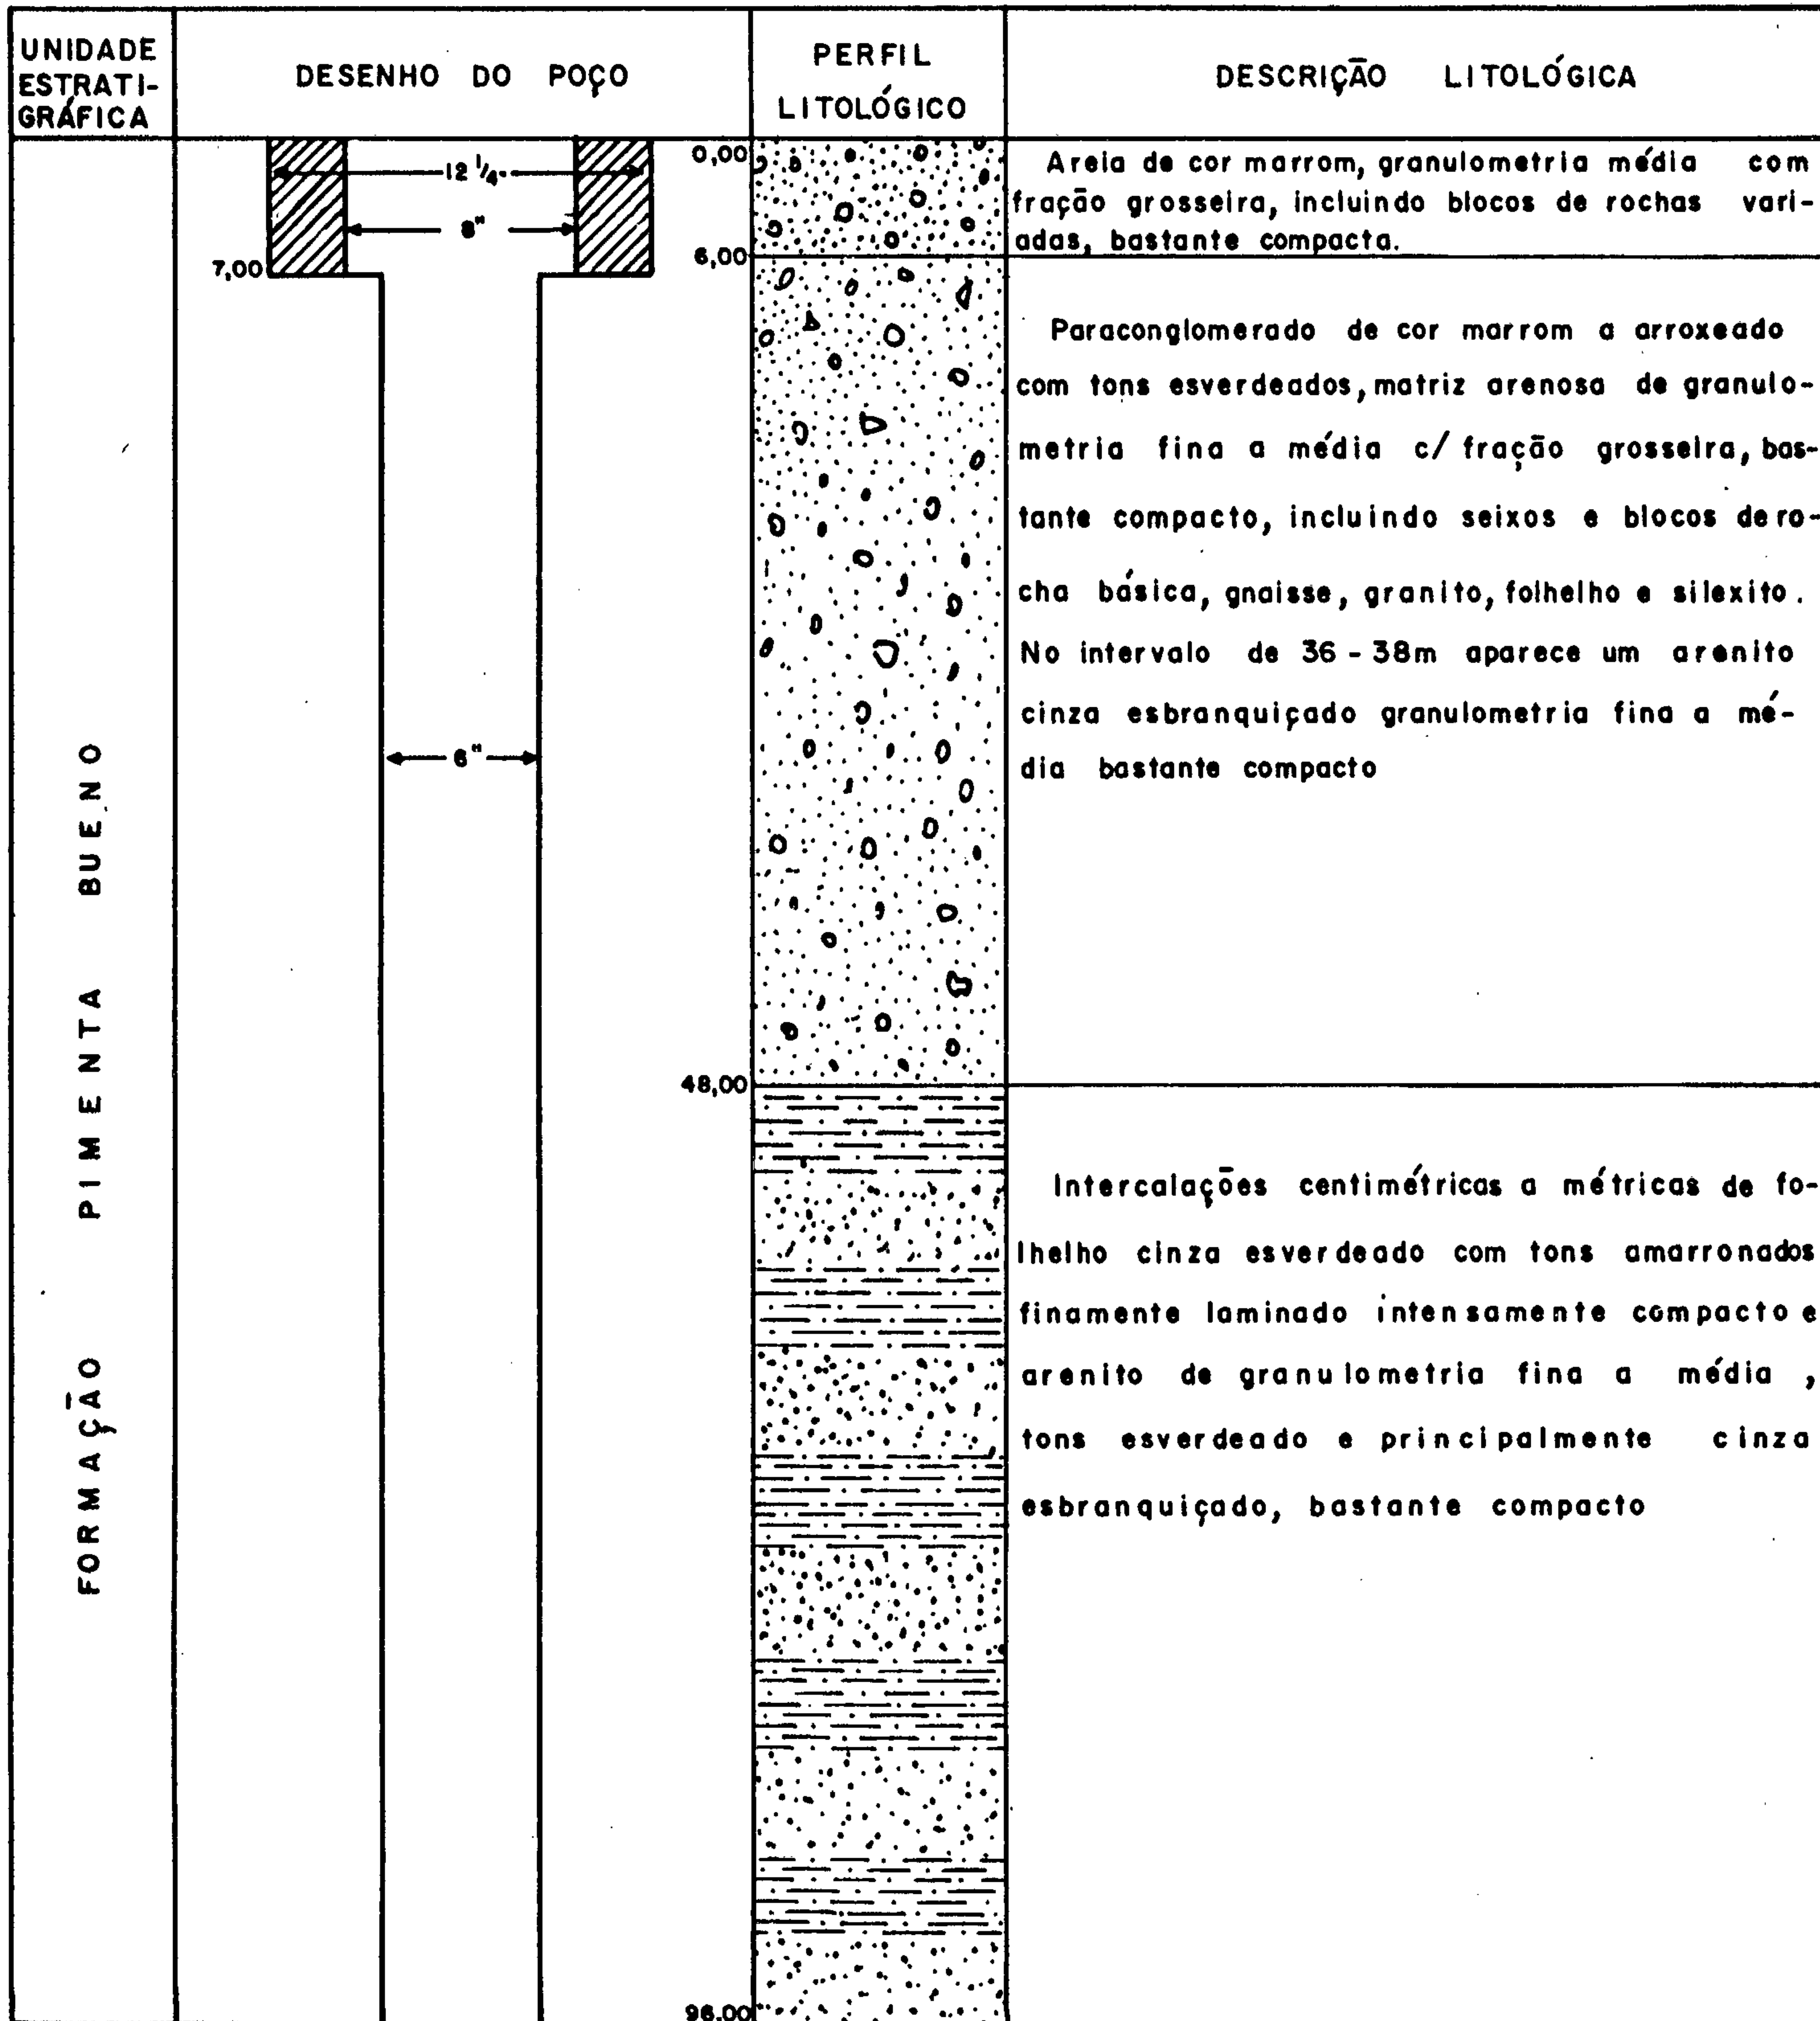 UNIDADE
ESTRATI-
GRÁFICA
DESENHO DO POÇO
PERFIL
LITOLÓGICO
DESCRIÇÃO LITOLÓGICA
FORMAÇÃO PIMENTA BUENO
12 1/4"
8"
7,00
6"
0,00
6,00
48,00
96,00
Areia de cor marrom, granulometria média com
fração grosseira, incluindo blocos de rochas vari-
adas, bastante compacta.
Paraconglomerado de cor marrom a arroxeado
com tons esverdeados, matriz arenosa de granulo-
metria fina a média c/ fração grosseira, bas-
tante compacto, incluindo seixos e blocos de ro-
cha básica, gnaisse, granito, folhelho e silexito.
No intervalo de 36 - 38m aparece um arenito
cinza esbranquiçado granulometria fina a mé-
dia bastante compacto
Intercalações centimétricas a métricas de fo-
lhelho cinza esverdeado com tons amarronados
finamente laminado intensamente compacto e
arenito de granulometria fina a média ,
tons esverdeado e principalmente cinza
esbranquiçado, bastante compacto